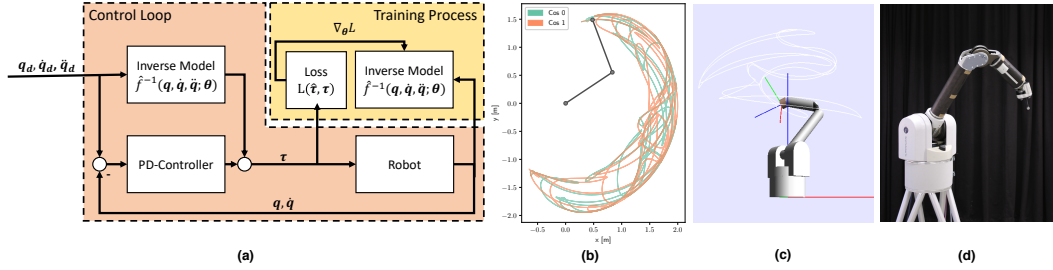 Control Loop
Training Process
∇θL
q_d, q̇_d, q̈_d
Inverse Model
f̂⁻¹(q, q̇, q̈; θ)
Loss
L(τ̂, τ)
Inverse Model
f̂⁻¹(q, q̇, q̈; θ)
-
PD-Controller
τ
Robot
q, q̇
(a)
Cos 0
Cos 1
1.5
1.0
0.5
0.0
−0.5
−1.0
−1.5
−2.0
y [m]
−0.5
0.0
0.5
1.0
1.5
2.0
x [m]
(b)
(c)
(d)